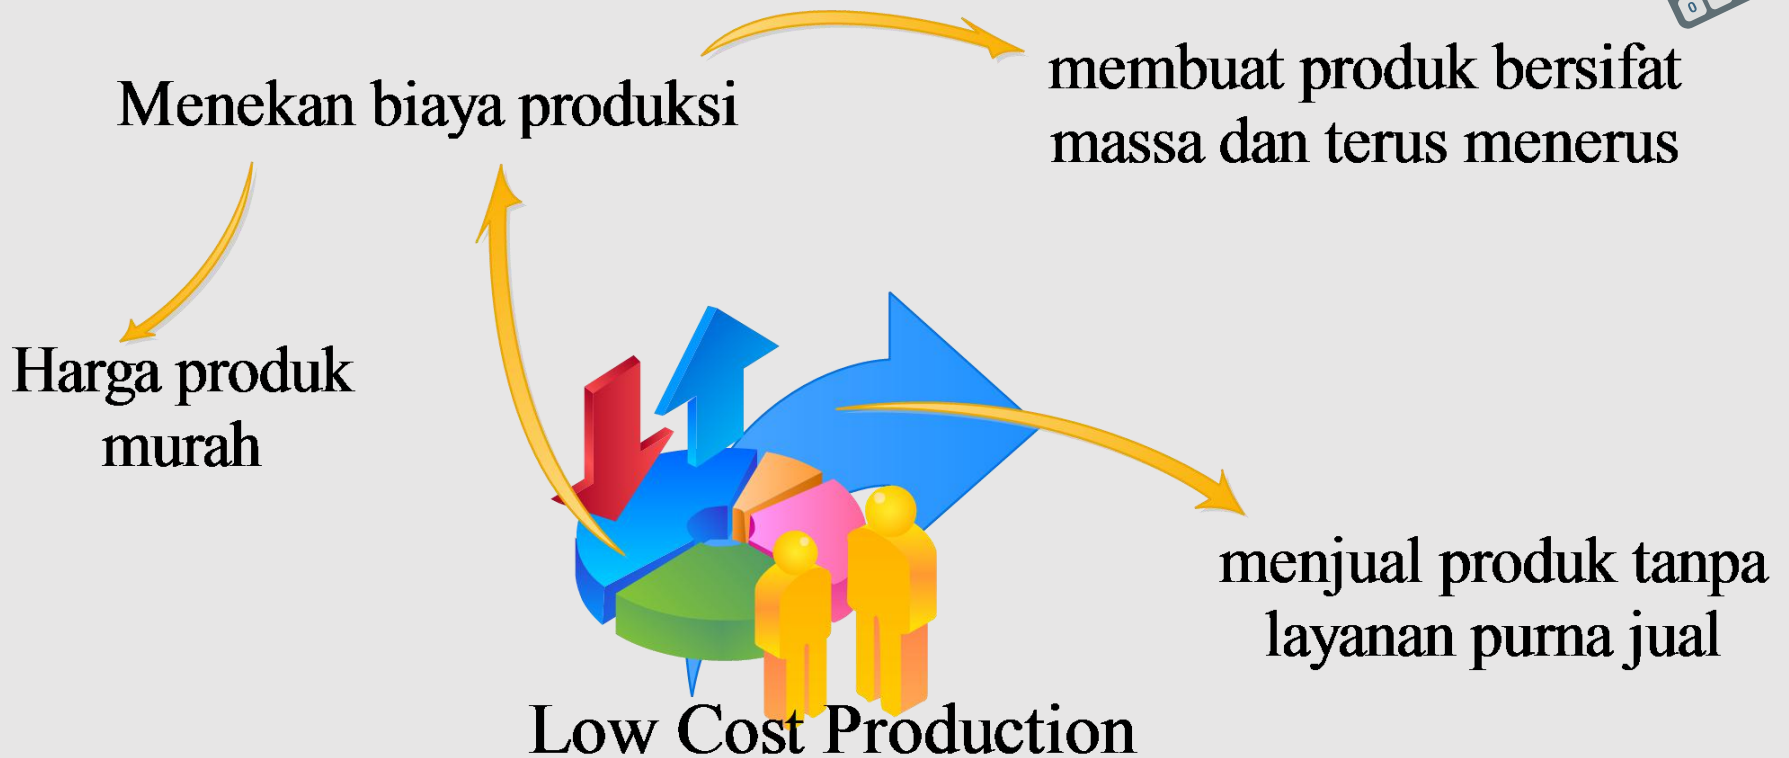 Menekan biaya produksi
membuat produk bersifat
massa dan terus menerus
Harga produk
murah
menjual produk tanpa
layanan purna jual
Low Cost Production
0